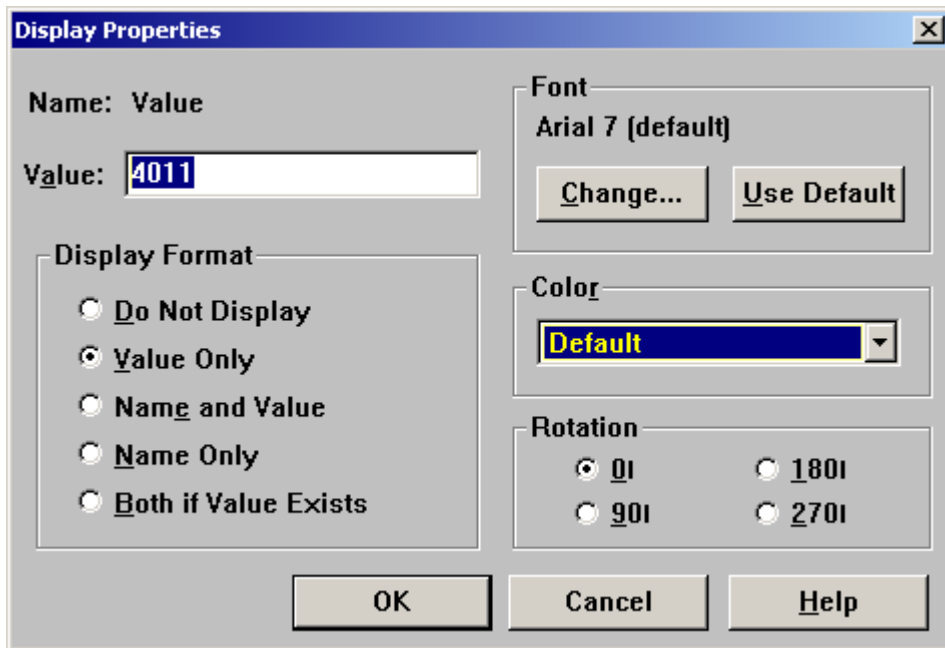 Display Properties
Name: Value
Value: 4011
Display Format
Do Not Display
Value Only
Name and Value
Name Only
Both if Value Exists
Font
Arial 7 (default)
Change... Use Default
Color
Default
Rotation
0ı 180ı
90ı 270ı
OK Cancel Help